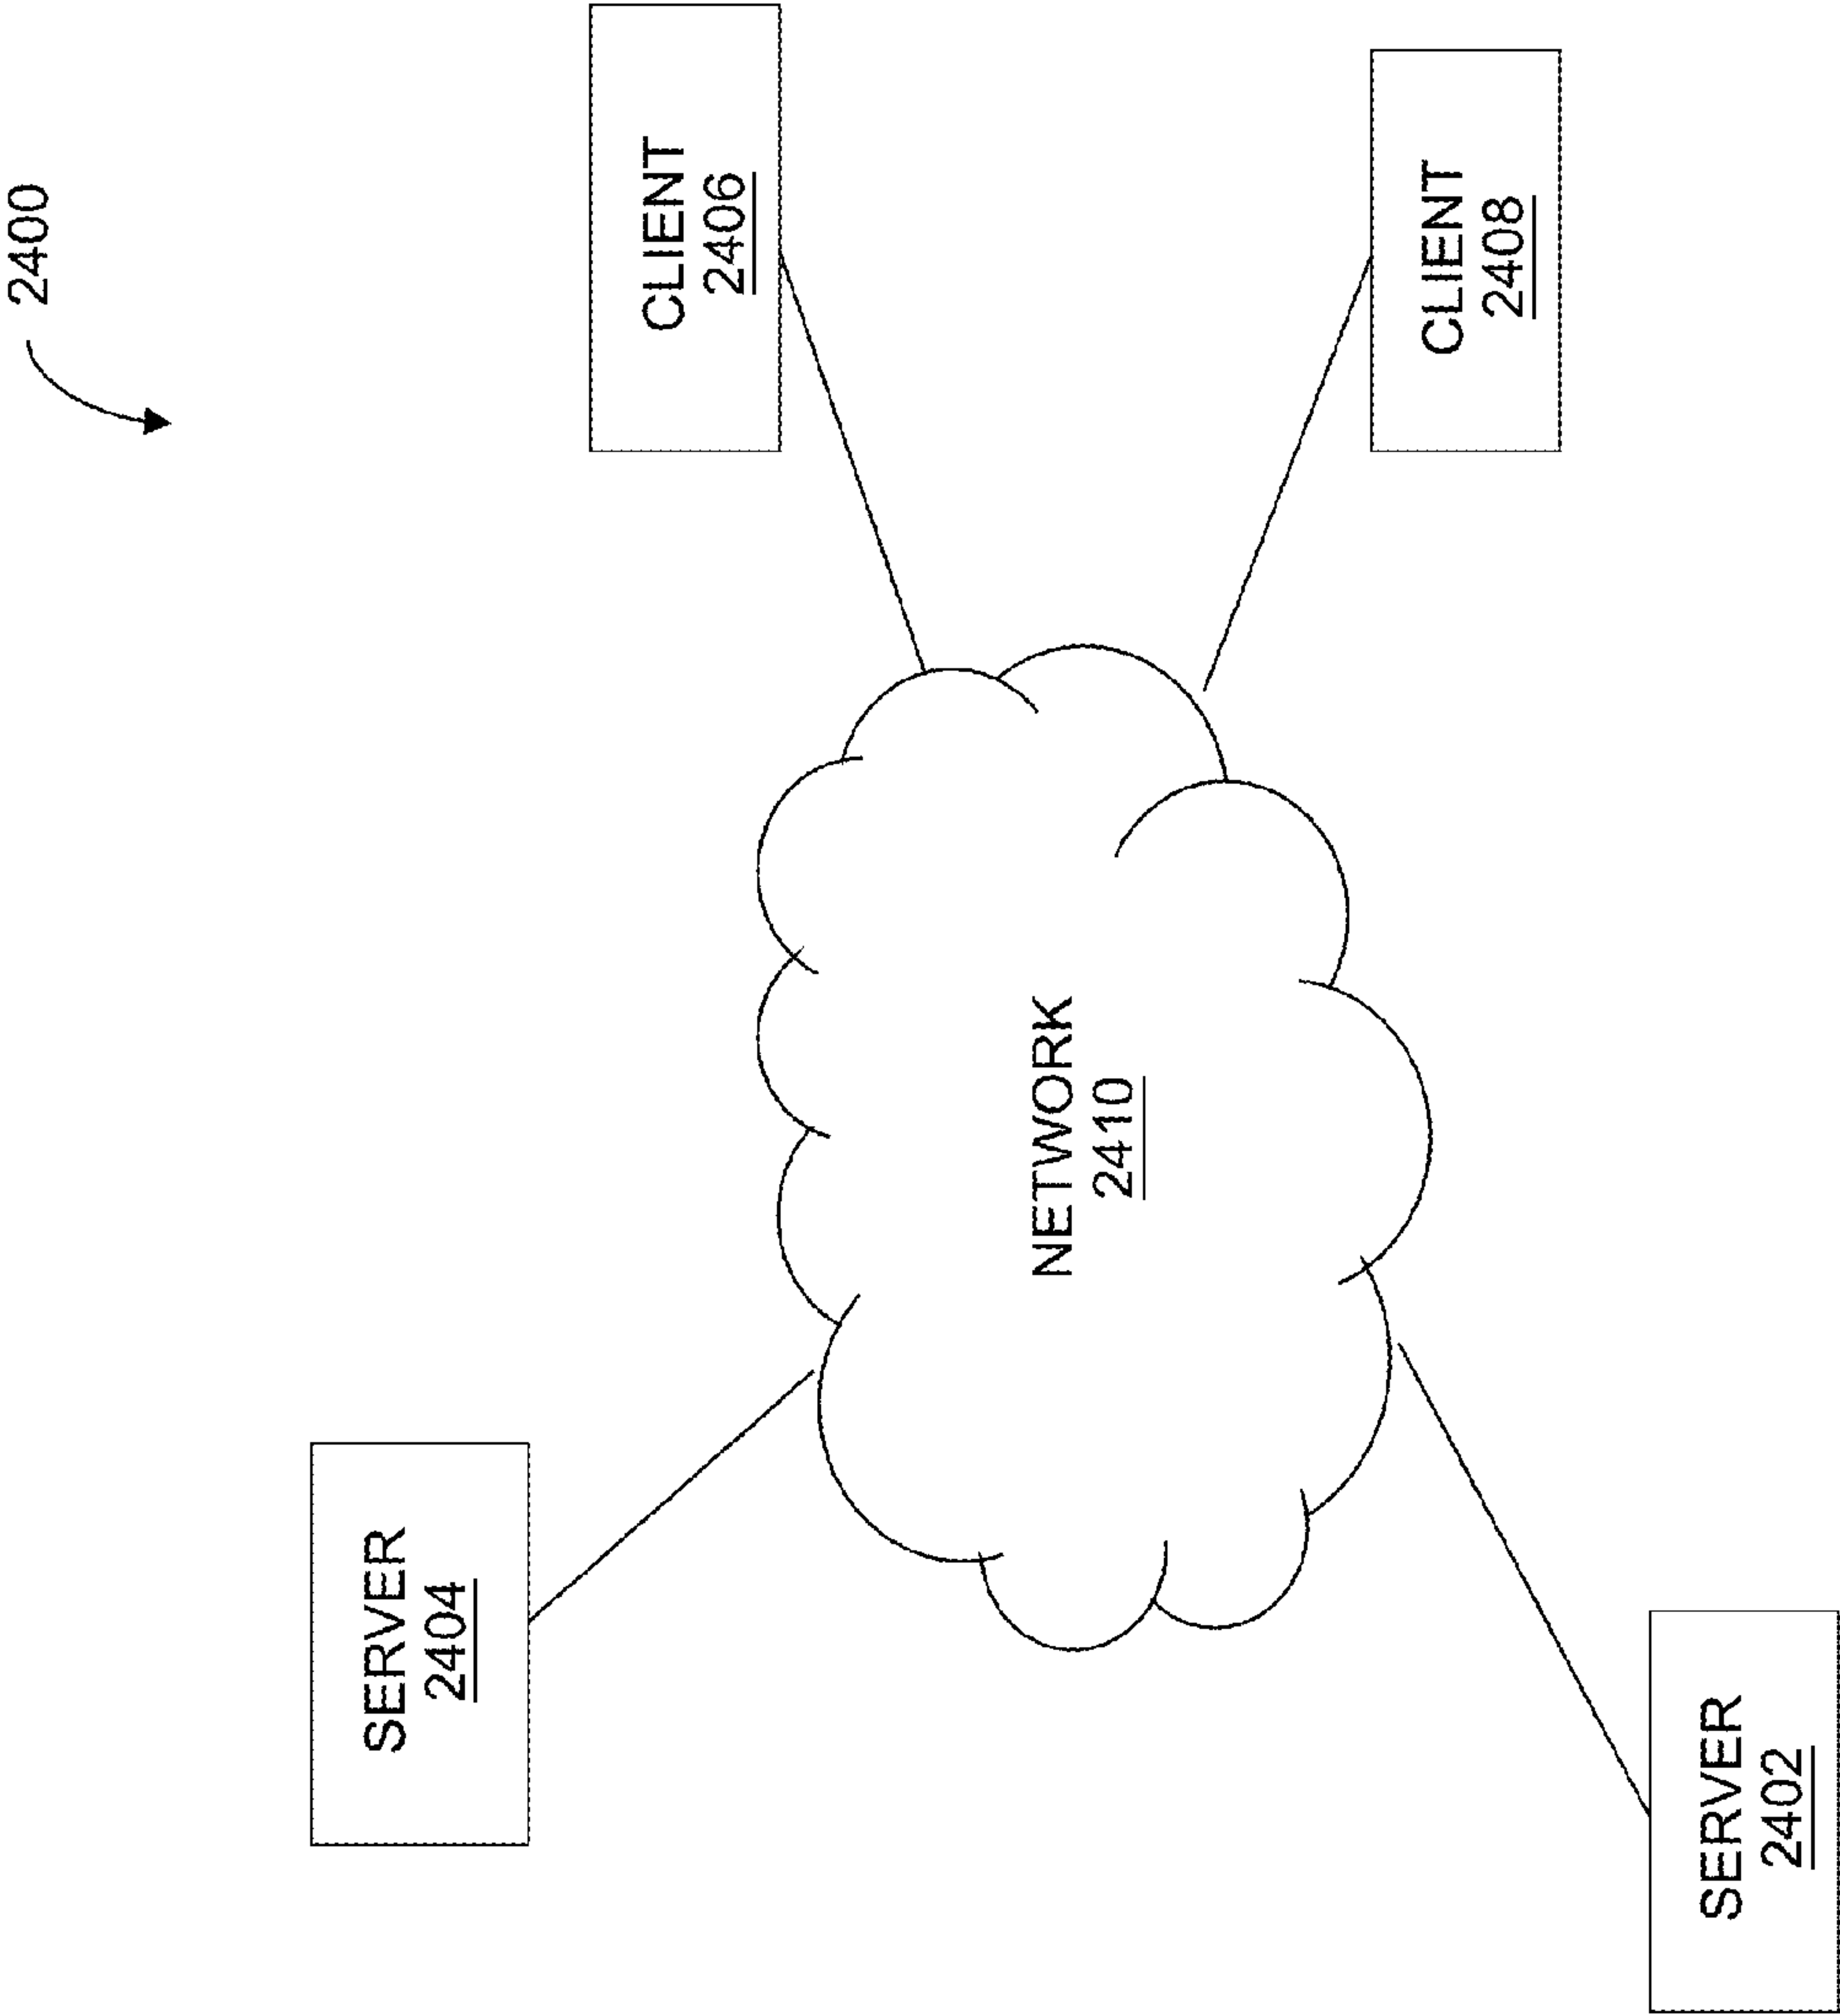 2400
SERVER
2404
CLIENT
2406
NETWORK
2410
SERVER
2402
CLIENT
2408